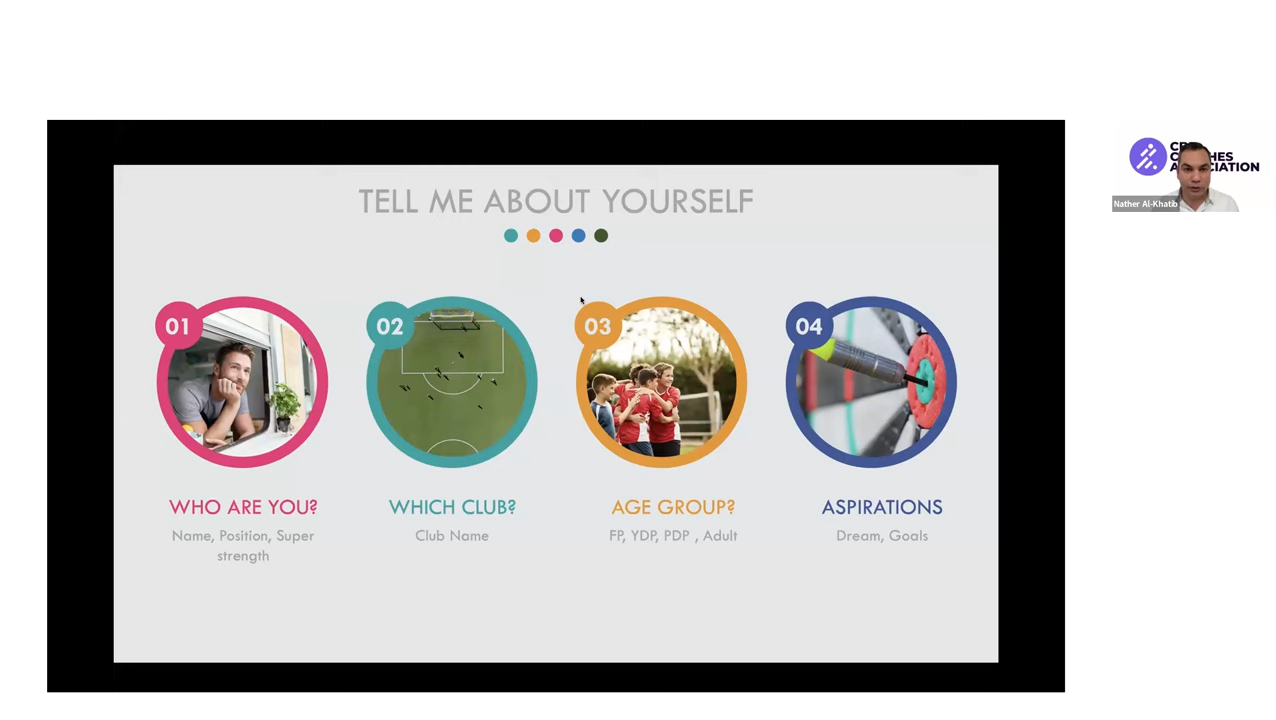 TELL ME ABOUT YOURSELF
01
02
03
04
WHO ARE YOU?
Name, Position, Super
strength
WHICH CLUB?
Club Name
AGE GROUP?
FP, YDP, PDP , Adult
ASPIRATIONS
Dream, Goals
Nather Al-Khatib